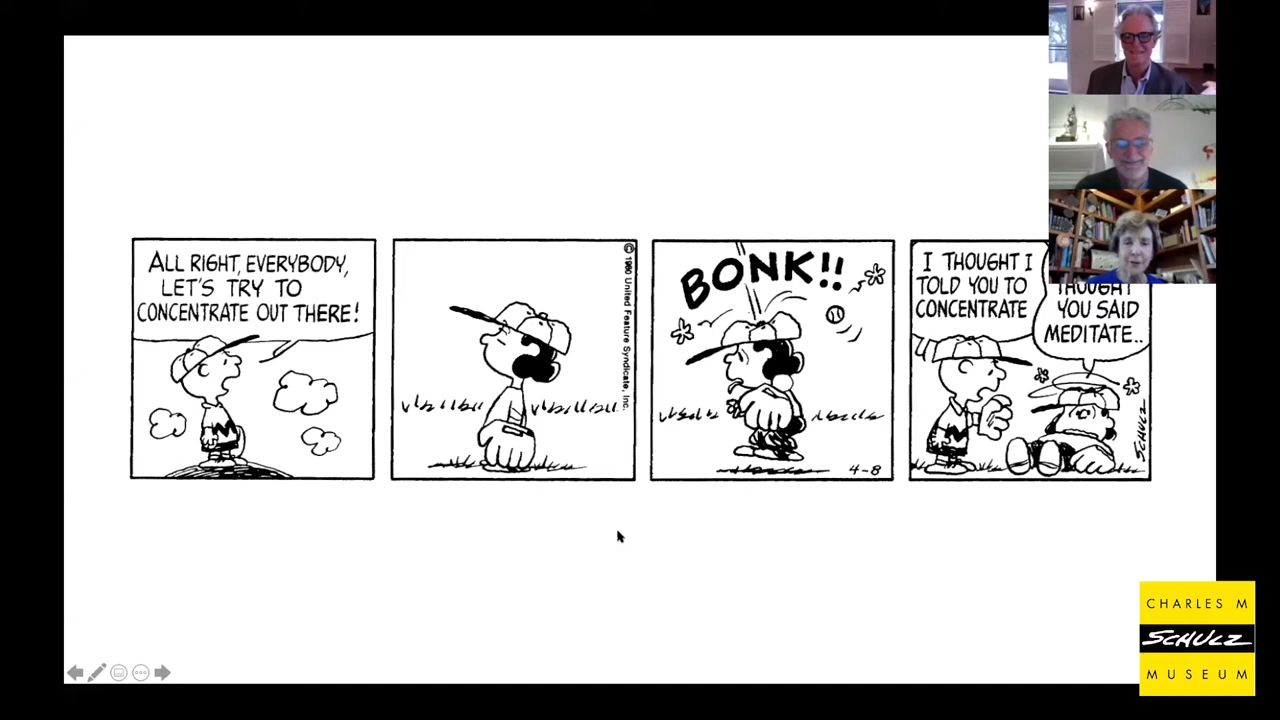 ALL RIGHT, EVERYBODY,
LET'S TRY TO
CONCENTRATE OUT THERE!
© 1980 United Feature Syndicate, Inc.
BONK!!
4-8
I THOUGHT I
TOLD YOU TO
CONCENTRATE
THOUGHT
YOU SAID
MEDITATE..
SCHULZ
CHARLES M
SCHULZ
MUSEUM